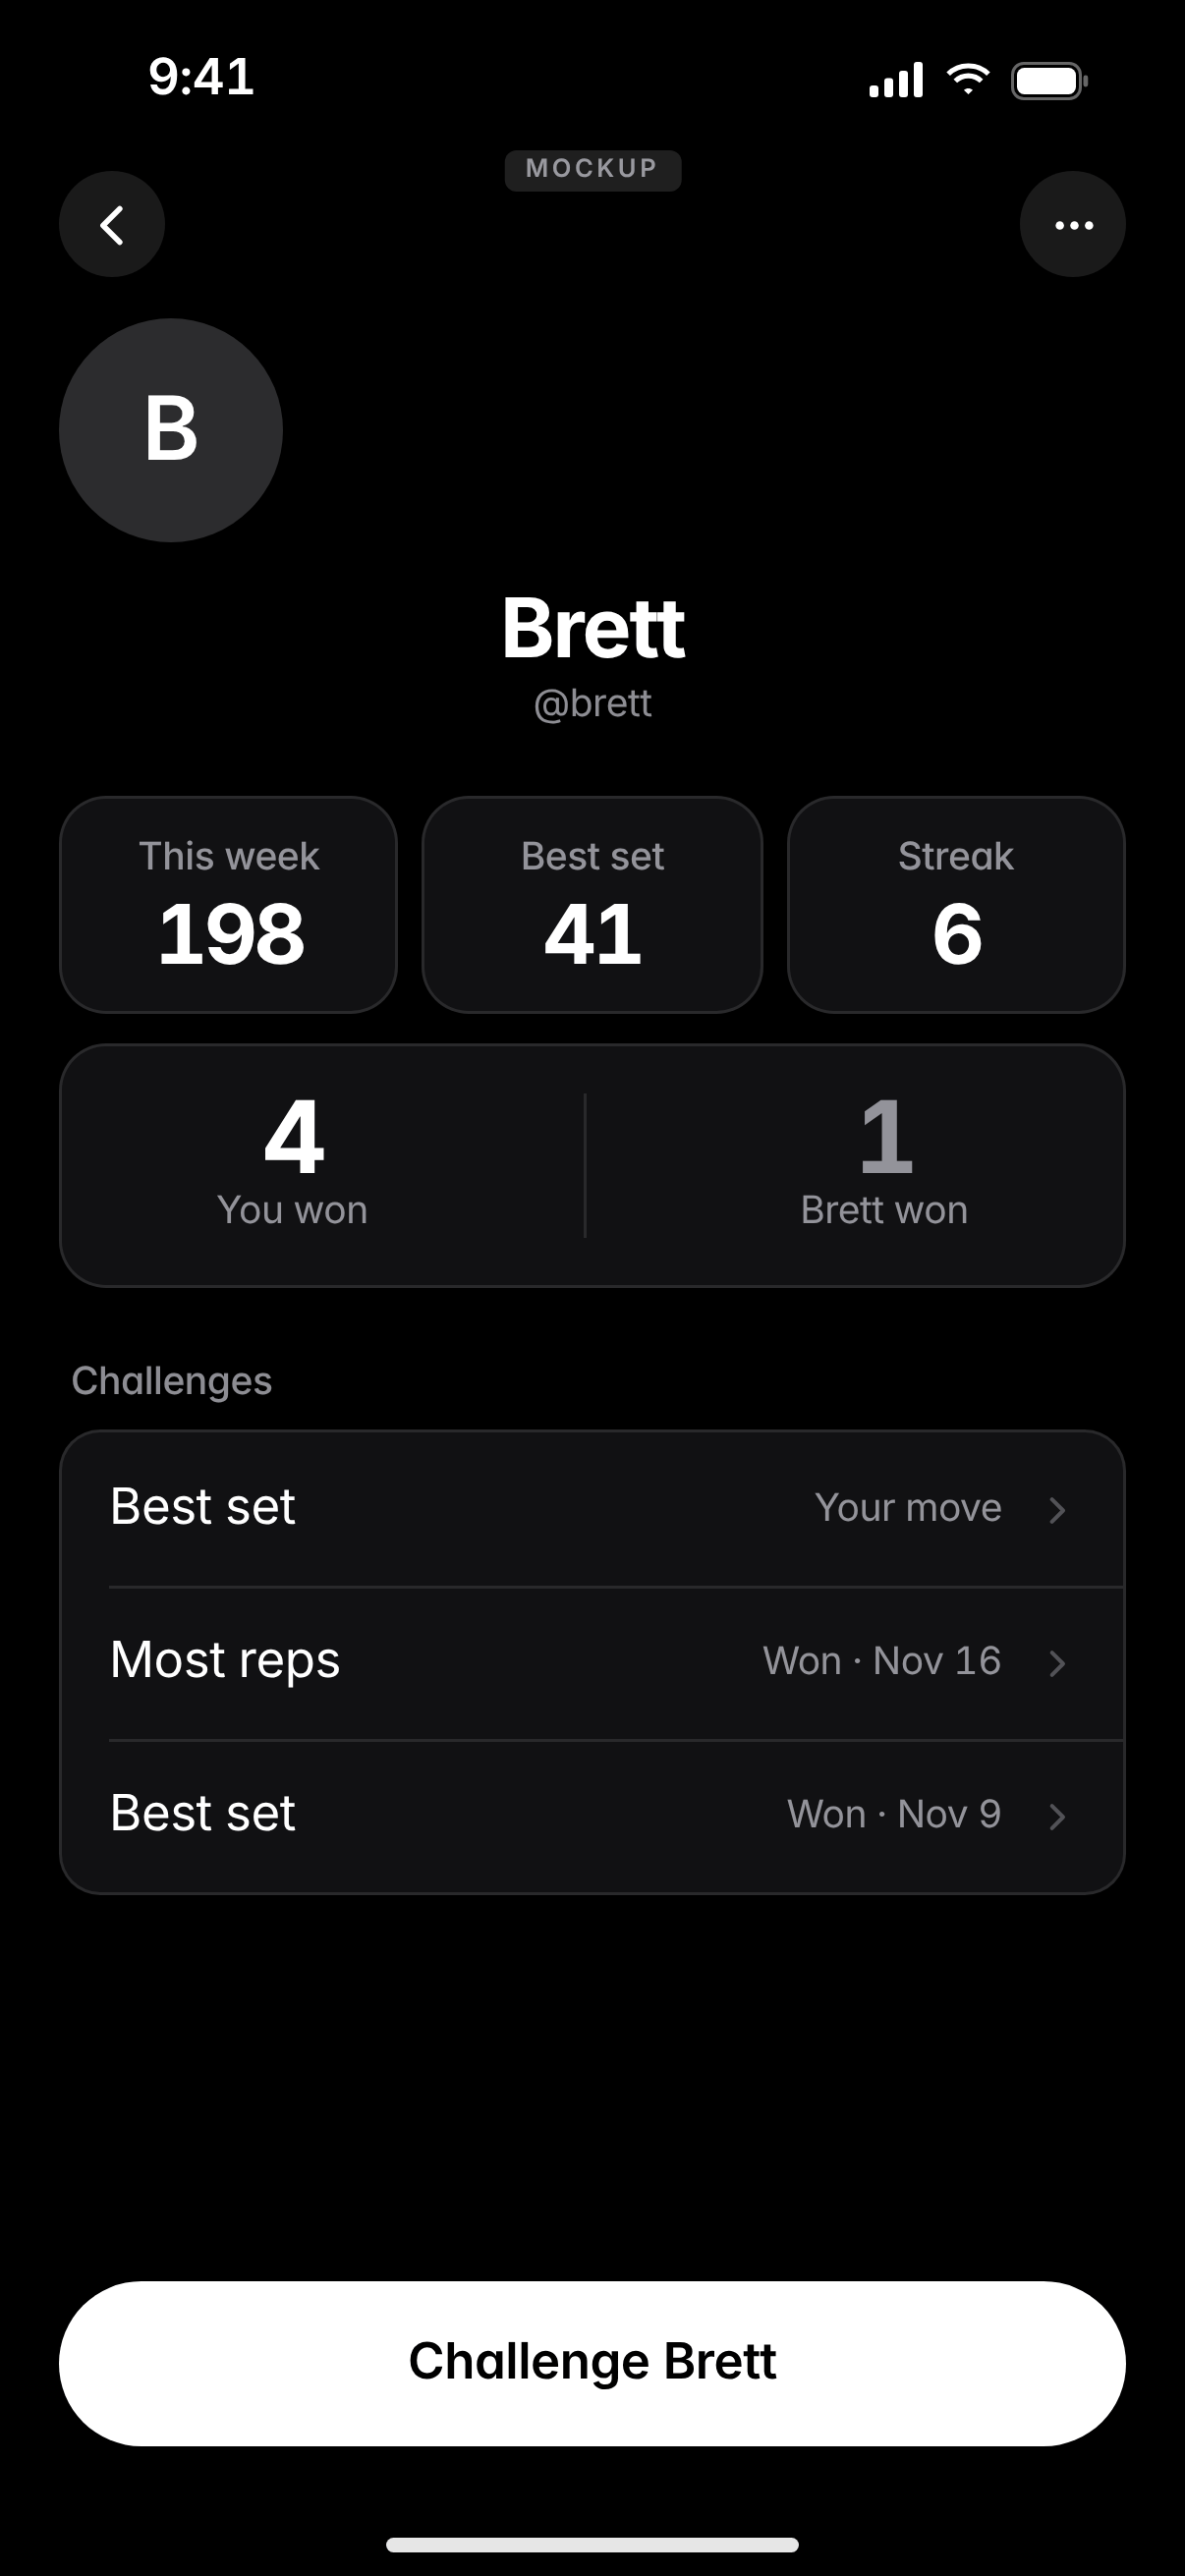 9:41
MOCKUP
B
Brett
@brett
This week
198
Best set
41
Streak
6
4
You won
1
Brett won
Challenges
Best set
Your move
Most reps
Won · Nov 16
Best set
Won · Nov 9
Challenge Brett